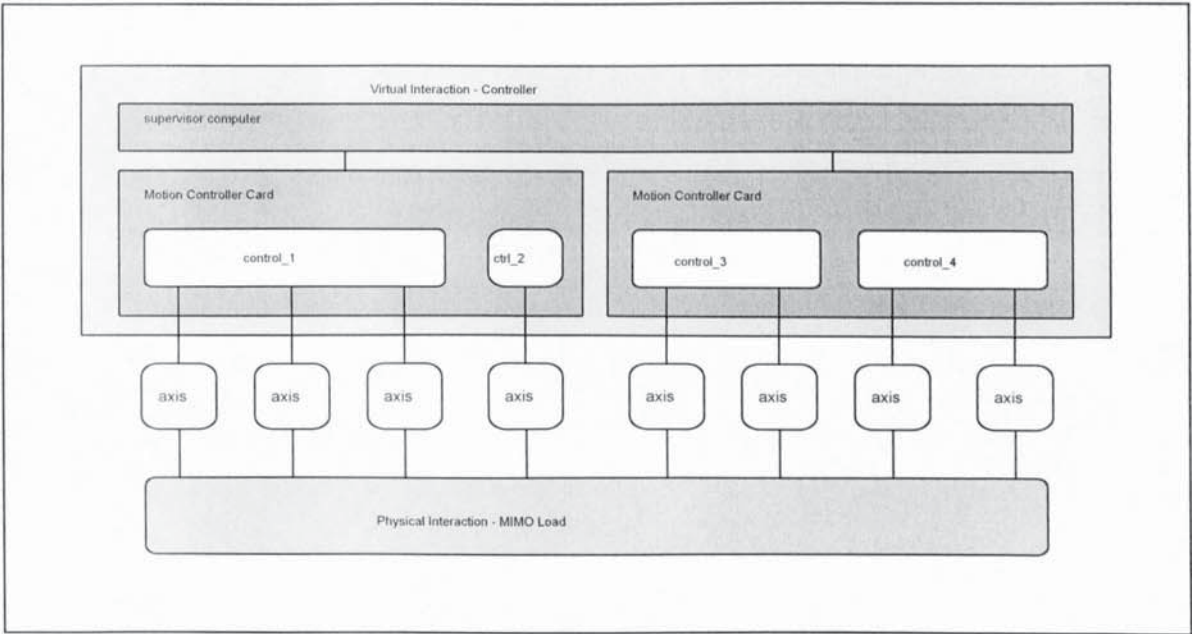 Virtual Interaction - Controller
supervisor computer
Motion Controller Card
Motion Controller Card
control_1
ctrl_2
control_3
control_4
axis
axis
axis
axis
axis
axis
axis
axis
Physical Interaction - MIMO Load